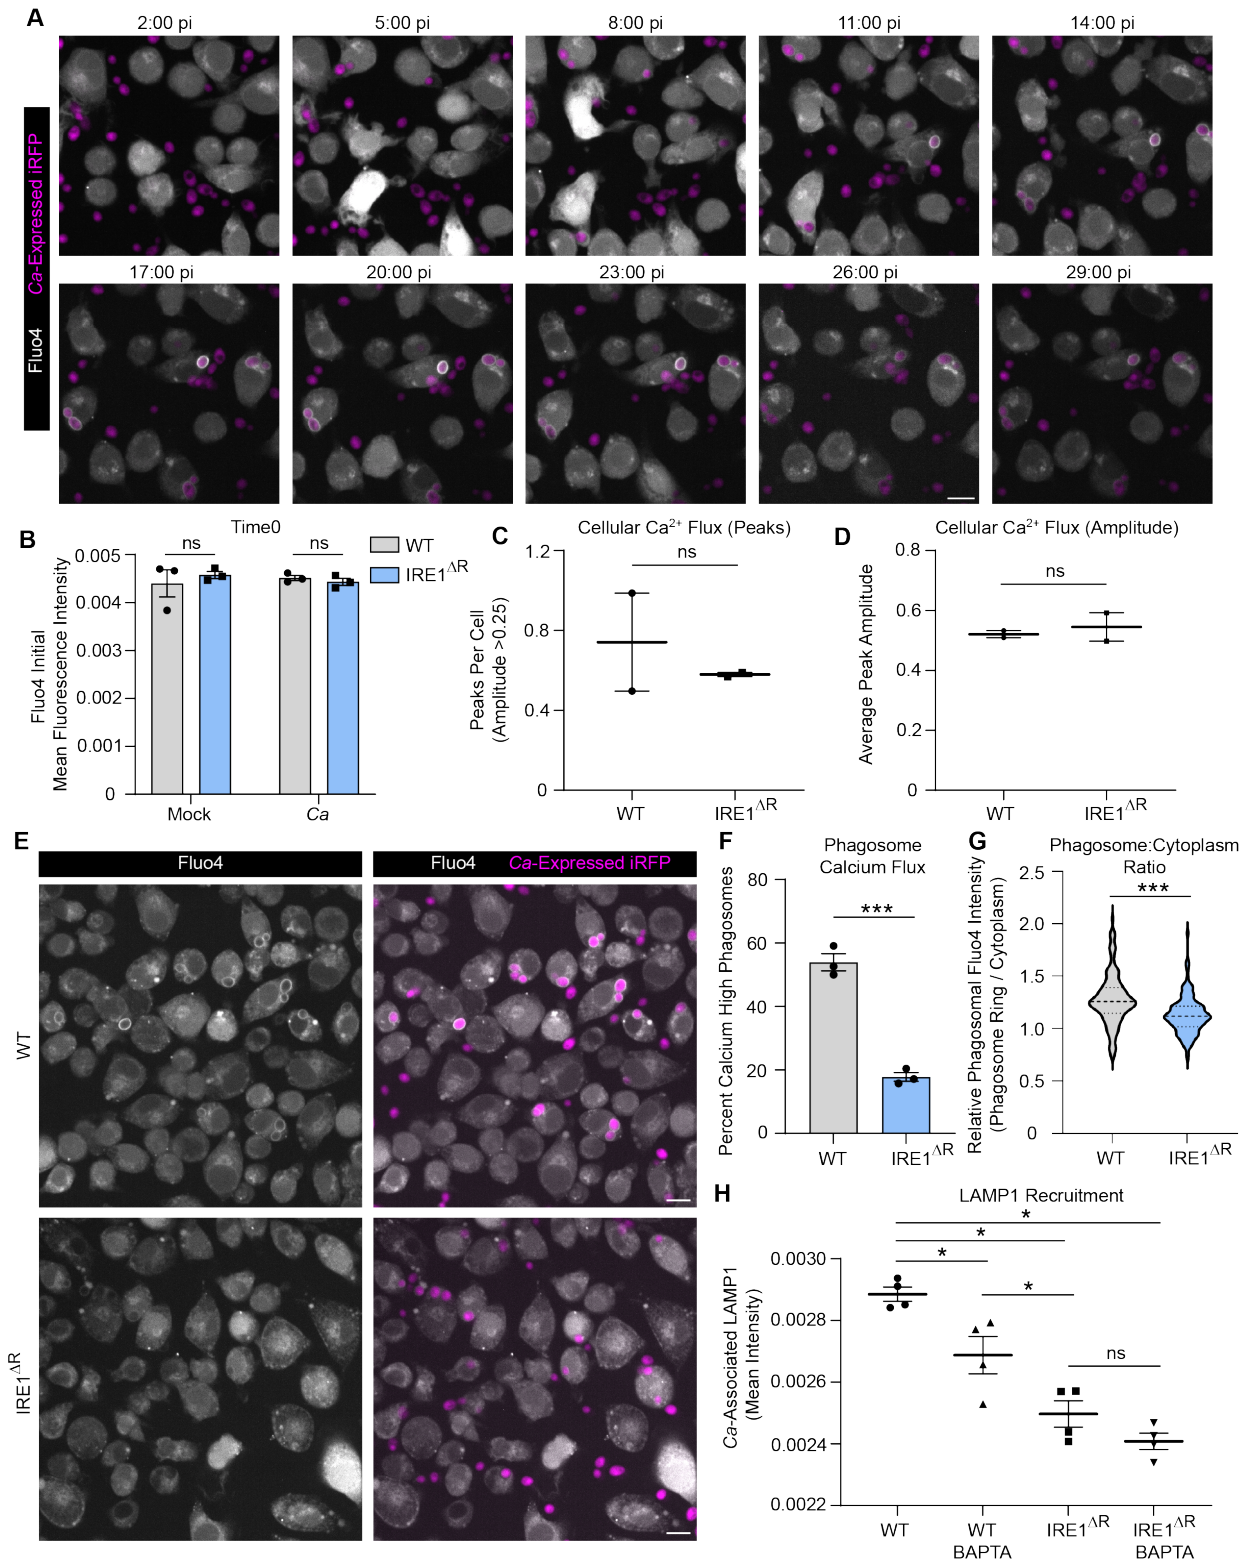 A
2:00 pi
5:00 pi
8:00 pi
11:00 pi
14:00 pi
Fluo4 Ca-Expressed iRFP
17:00 pi
20:00 pi
23:00 pi
26:00 pi
29:00 pi
B
Time0
Fluo4 Initial
Mean Fluorescence Intensity
0.005
0.004
0.003
0.002
0.001
0
ns
ns
WT
IRE1ΔR
Mock
Ca
C
Cellular Ca2+ Flux (Peaks)
Peaks Per Cell
(Amplitude >0.25)
1.2
0.8
0.4
0
ns
WT
IRE1ΔR
D
Cellular Ca2+ Flux (Amplitude)
Average Peak Amplitude
0.8
0.6
0.4
0.2
0
ns
WT
IRE1ΔR
E
Fluo4
Fluo4 Ca-Expressed iRFP
WT
IRE1ΔR
F
Phagosome
Calcium Flux
Percent Calcium High Phagosomes
80
60
40
20
0
***
WT
IRE1ΔR
G
Phagosome:Cytoplasm
Ratio
Relative Phagosomal Fluo4 Intensity
(Phagosome Ring / Cytoplasm)
2.5
2.0
1.5
1.0
0.5
0
***
WT
IRE1ΔR
H
LAMP1 Recruitment
Ca-Associated LAMP1
(Mean Intensity)
0.0030
0.0028
0.0026
0.0024
0.0022
*
*
*
*
ns
WT
WT
BAPTA
IRE1ΔR
IRE1ΔR
BAPTA